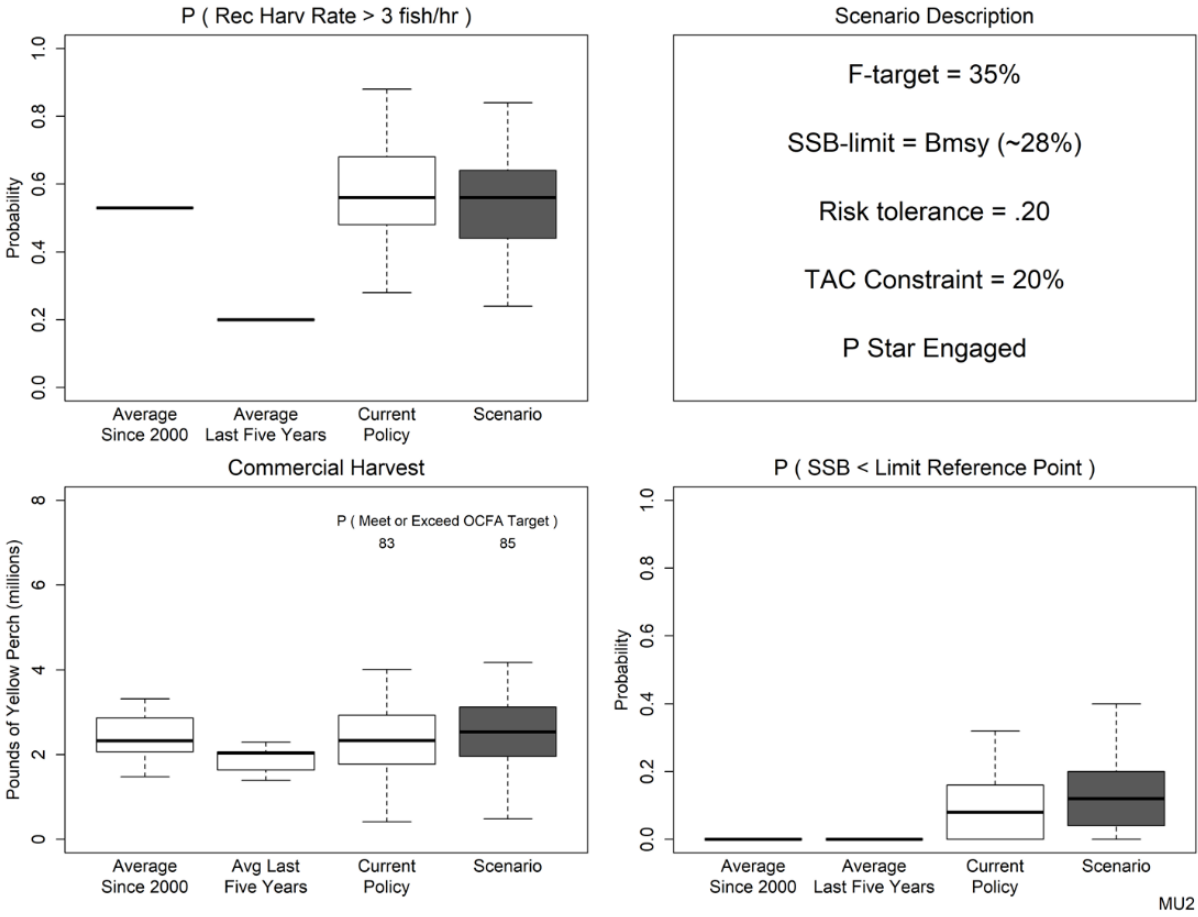 P ( Rec Harv Rate > 3 fish/hr )
Probability
1.0
0.8
0.6
0.4
0.2
0.0
Average
Since 2000
Average
Last Five Years
Current
Policy
Scenario
Scenario Description
F-target = 35%
SSB-limit = Bmsy (~28%)
Risk tolerance = .20
TAC Constraint = 20%
P Star Engaged
Commercial Harvest
Pounds of Yellow Perch (millions)
8
6
4
2
0
P ( Meet or Exceed OCFA Target )
83
85
Average
Since 2000
Avg Last
Five Years
Current
Policy
Scenario
P ( SSB < Limit Reference Point )
Probability
1.0
0.8
0.6
0.4
0.2
0.0
Average
Since 2000
Average
Last Five Years
Current
Policy
Scenario
MU2